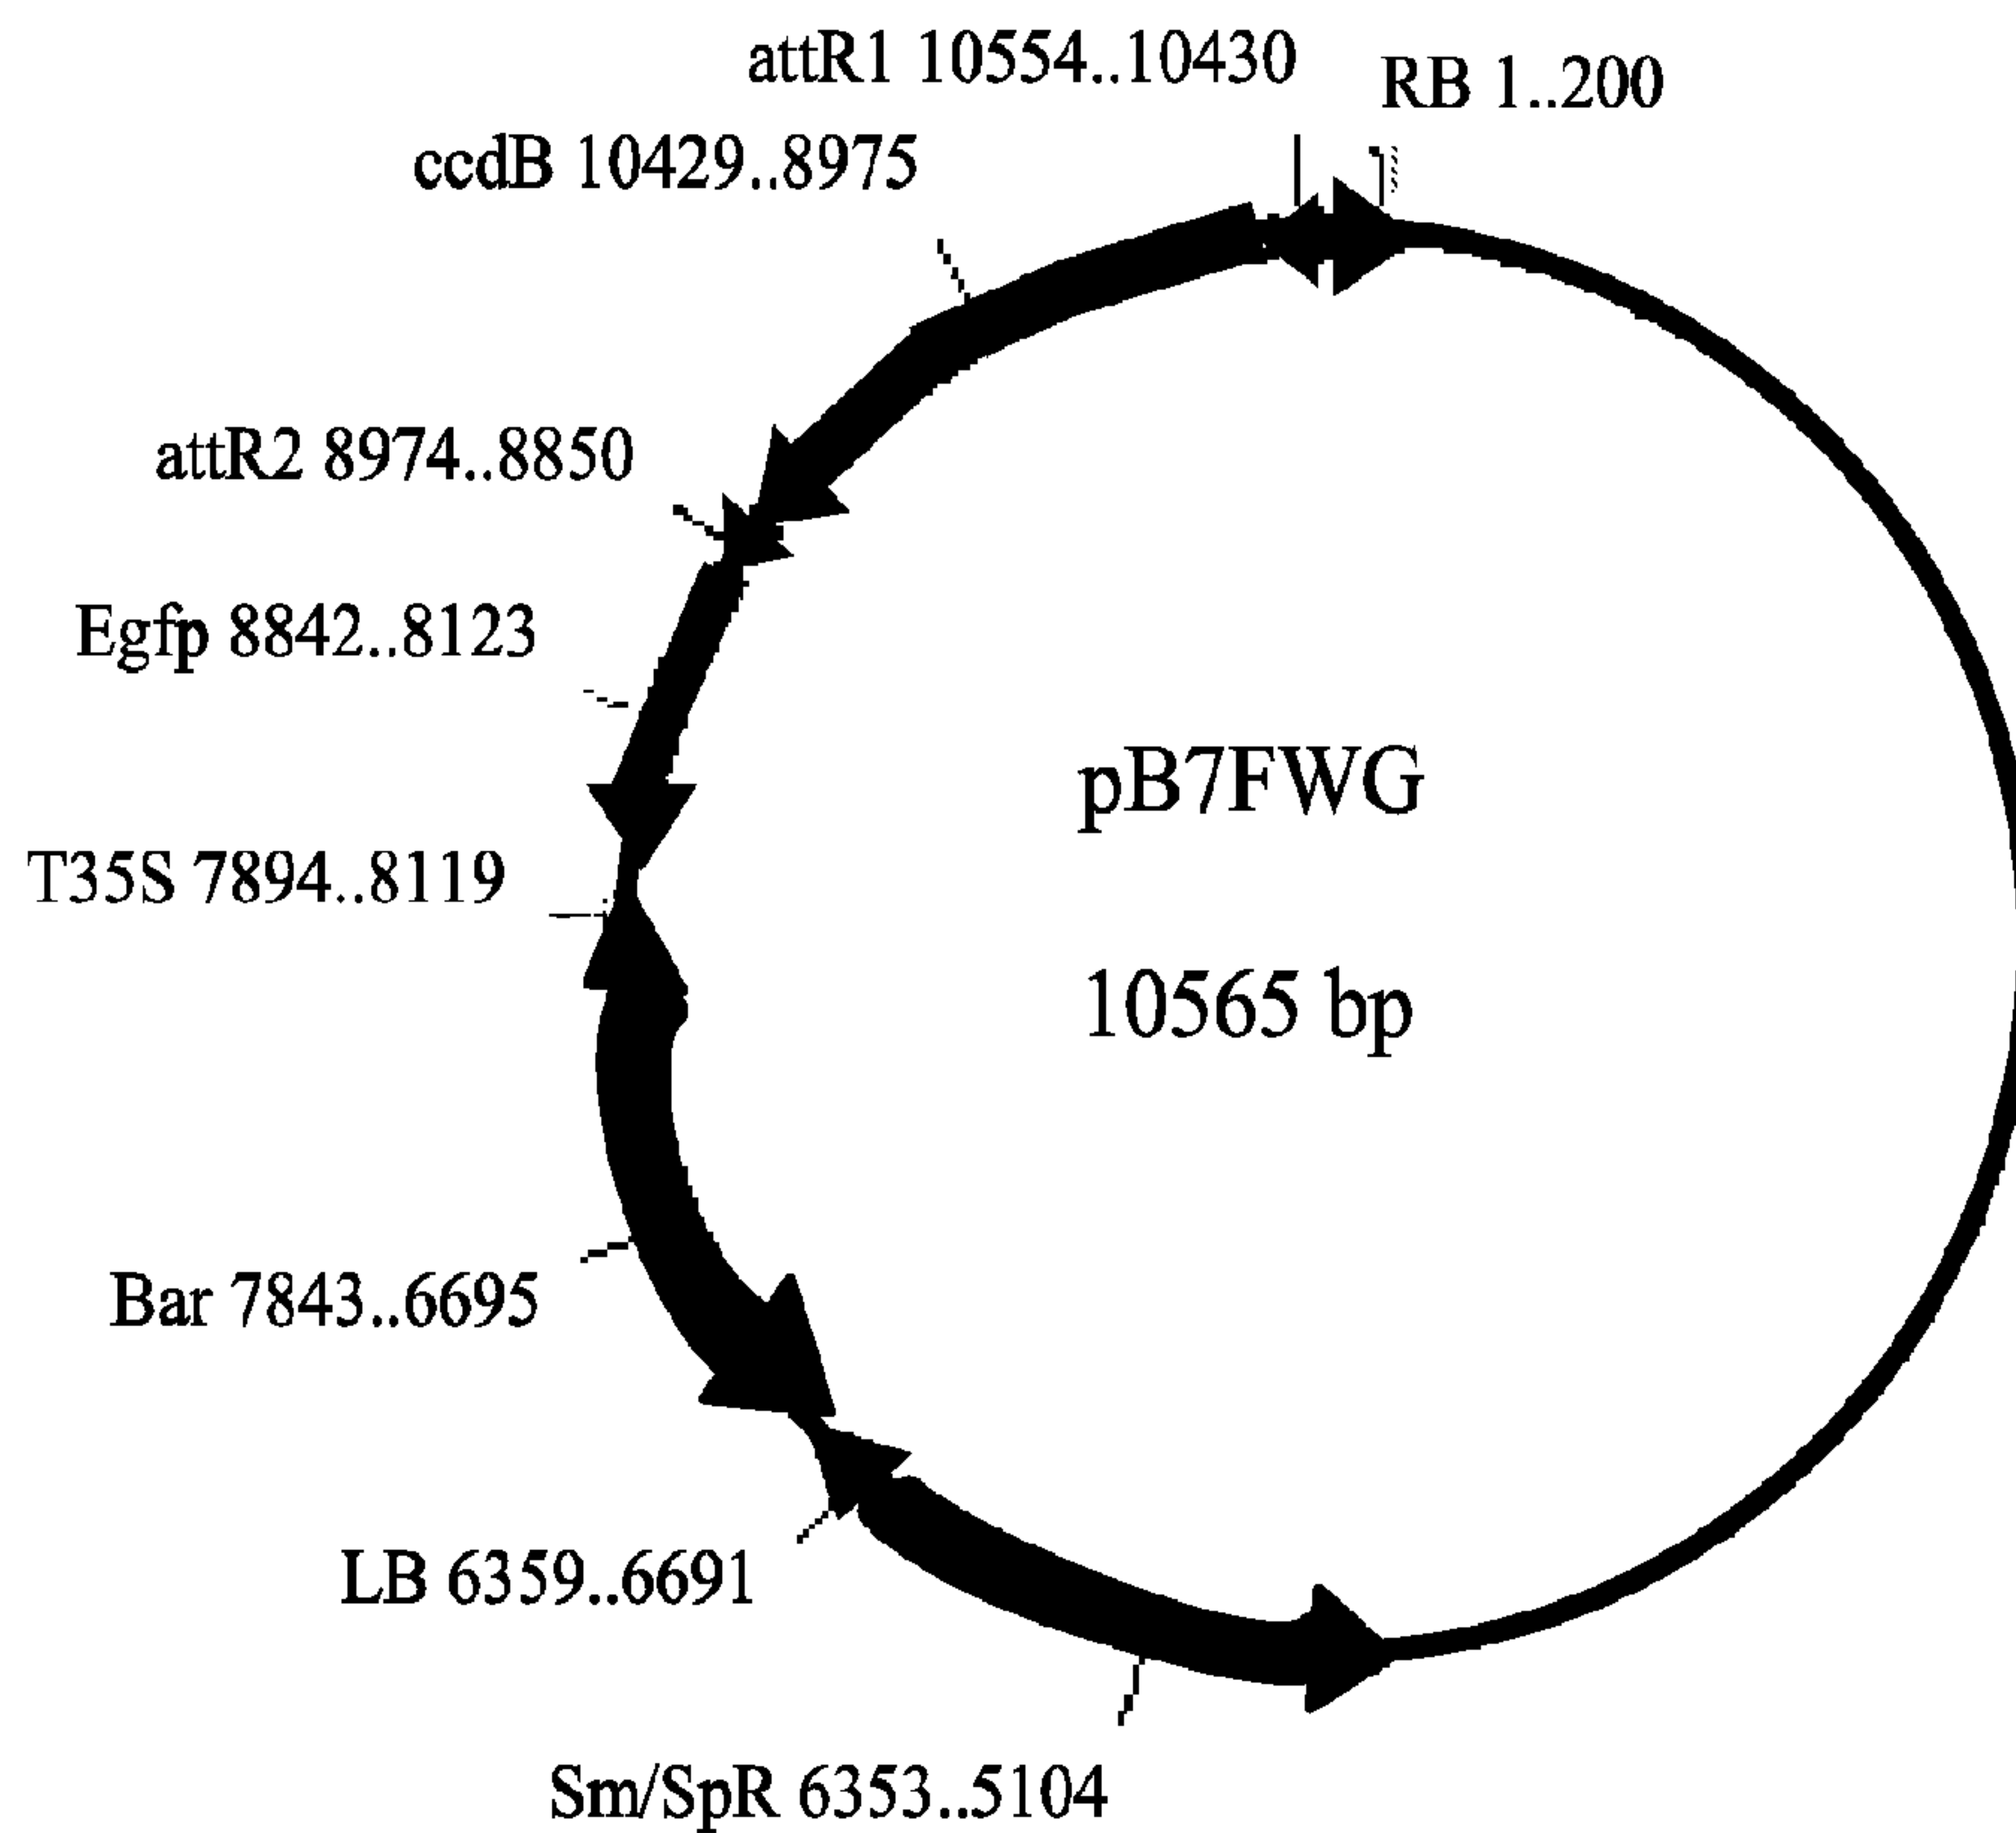 attR1 10554..10430
RB 1..200
ccdB 10429..8975
attR2 8974..8850
Egfp 8842..8123
pB7FWG
T35S 7894..8119
10565 bp
Bar 7843..6695
LB 6359..6691
Sm/SpR 6353..5104